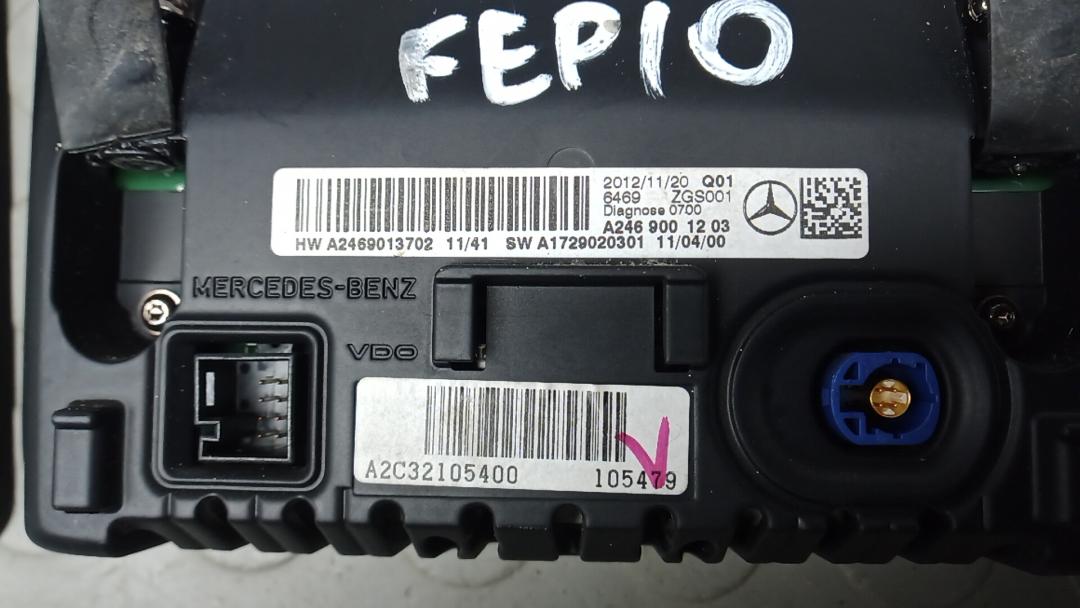 FEPIO
2012/11/20 Q01
6469 ZGS001
Diagnose 0700
A246 900 12 03
HW A2469013702 11/41 SW A1729020301 11/04/00
MERCEDES-BENZ
VDO
A2C32105400 105479